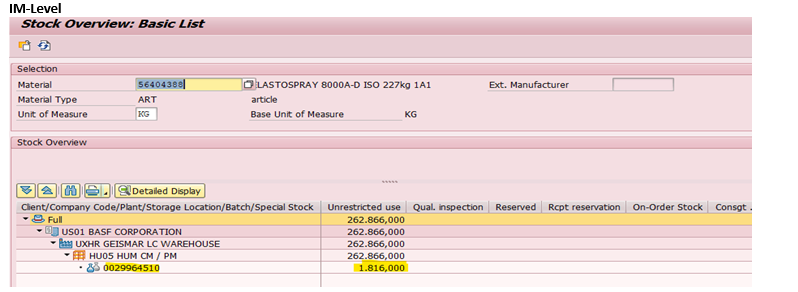 IM-Level
Stock Overview: Basic List
Selection
Material 56404388 LASTOSPRAY 8000A-D ISO 227kg 1A1 Ext. Manufacturer
Material Type ART article
Unit of Measure KG Base Unit of Measure KG
Stock Overview
Detailed Display
Client/Company Code/Plant/Storage Location/Batch/Special Stock Unrestricted use Qual. inspection Reserved Rcpt reservation On-Order Stock Consgt .
Full 262.866,000
US01 BASF CORPORATION 262.866,000
UXHR GEISMAR LC WAREHOUSE 262.866,000
HU05 HUM CM / PM 262.866,000
0029964510 1.816,000